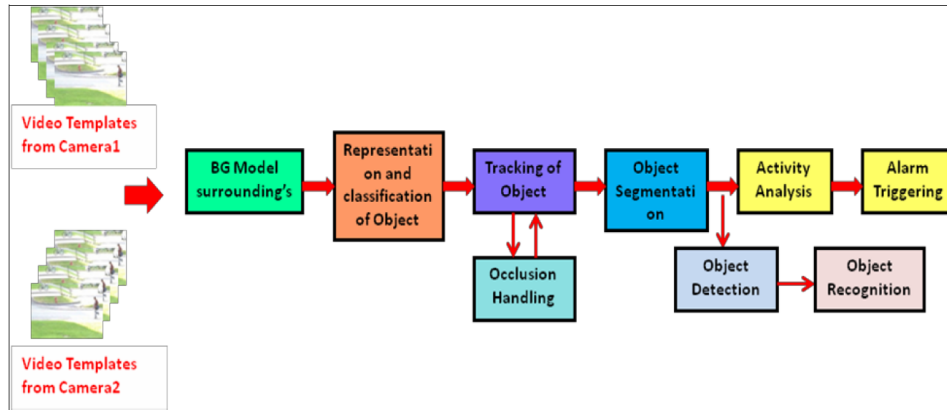 Video Templates
from Camera1
BG Model
surrounding's
Representati
on and
classification
of Object
Tracking of
Object
Object
Segmentati
on
Activity
Analysis
Alarm
Triggering
Occlusion
Handling
Object
Detection
Object
Recognition
Video Templates
from Camera2